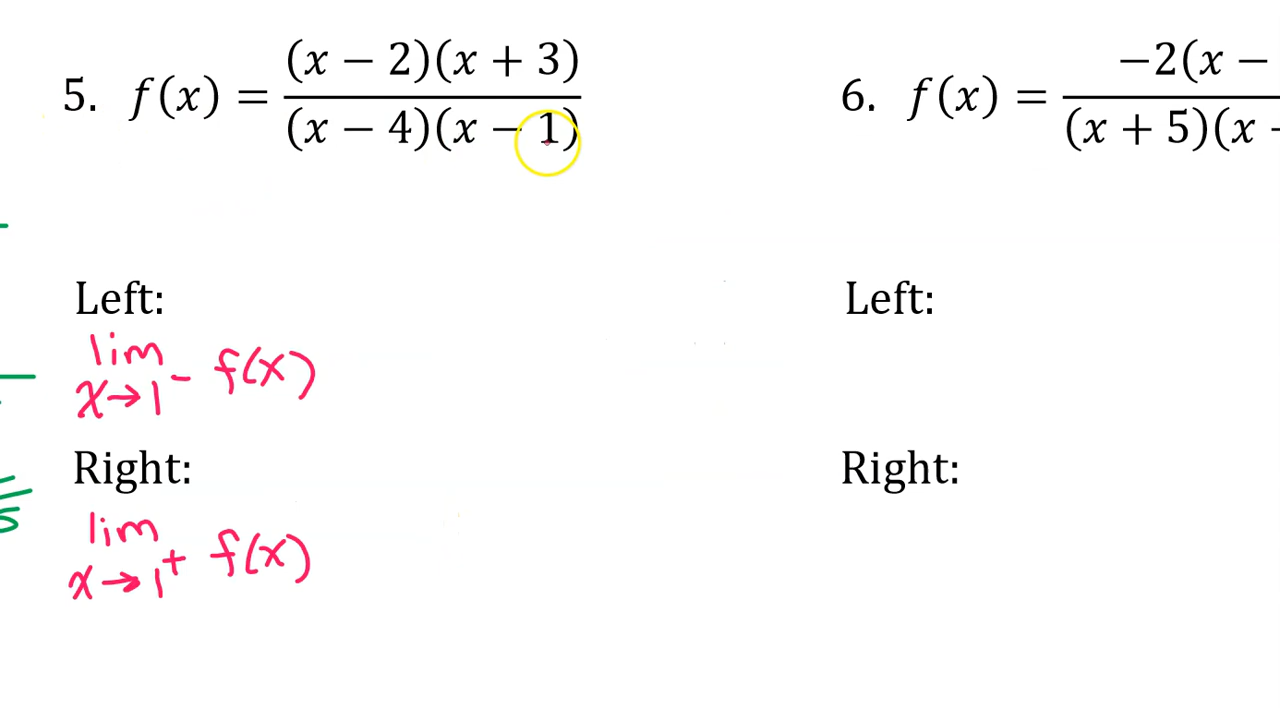 5. f(x) = (x − 2)(x + 3) / (x − 4)(x − 1)
6. f(x) = −2(x − / (x + 5)(x −
Left:
lim x→1⁻ f(x)
Left:
Right:
lim x→1⁺ f(x)
Right: